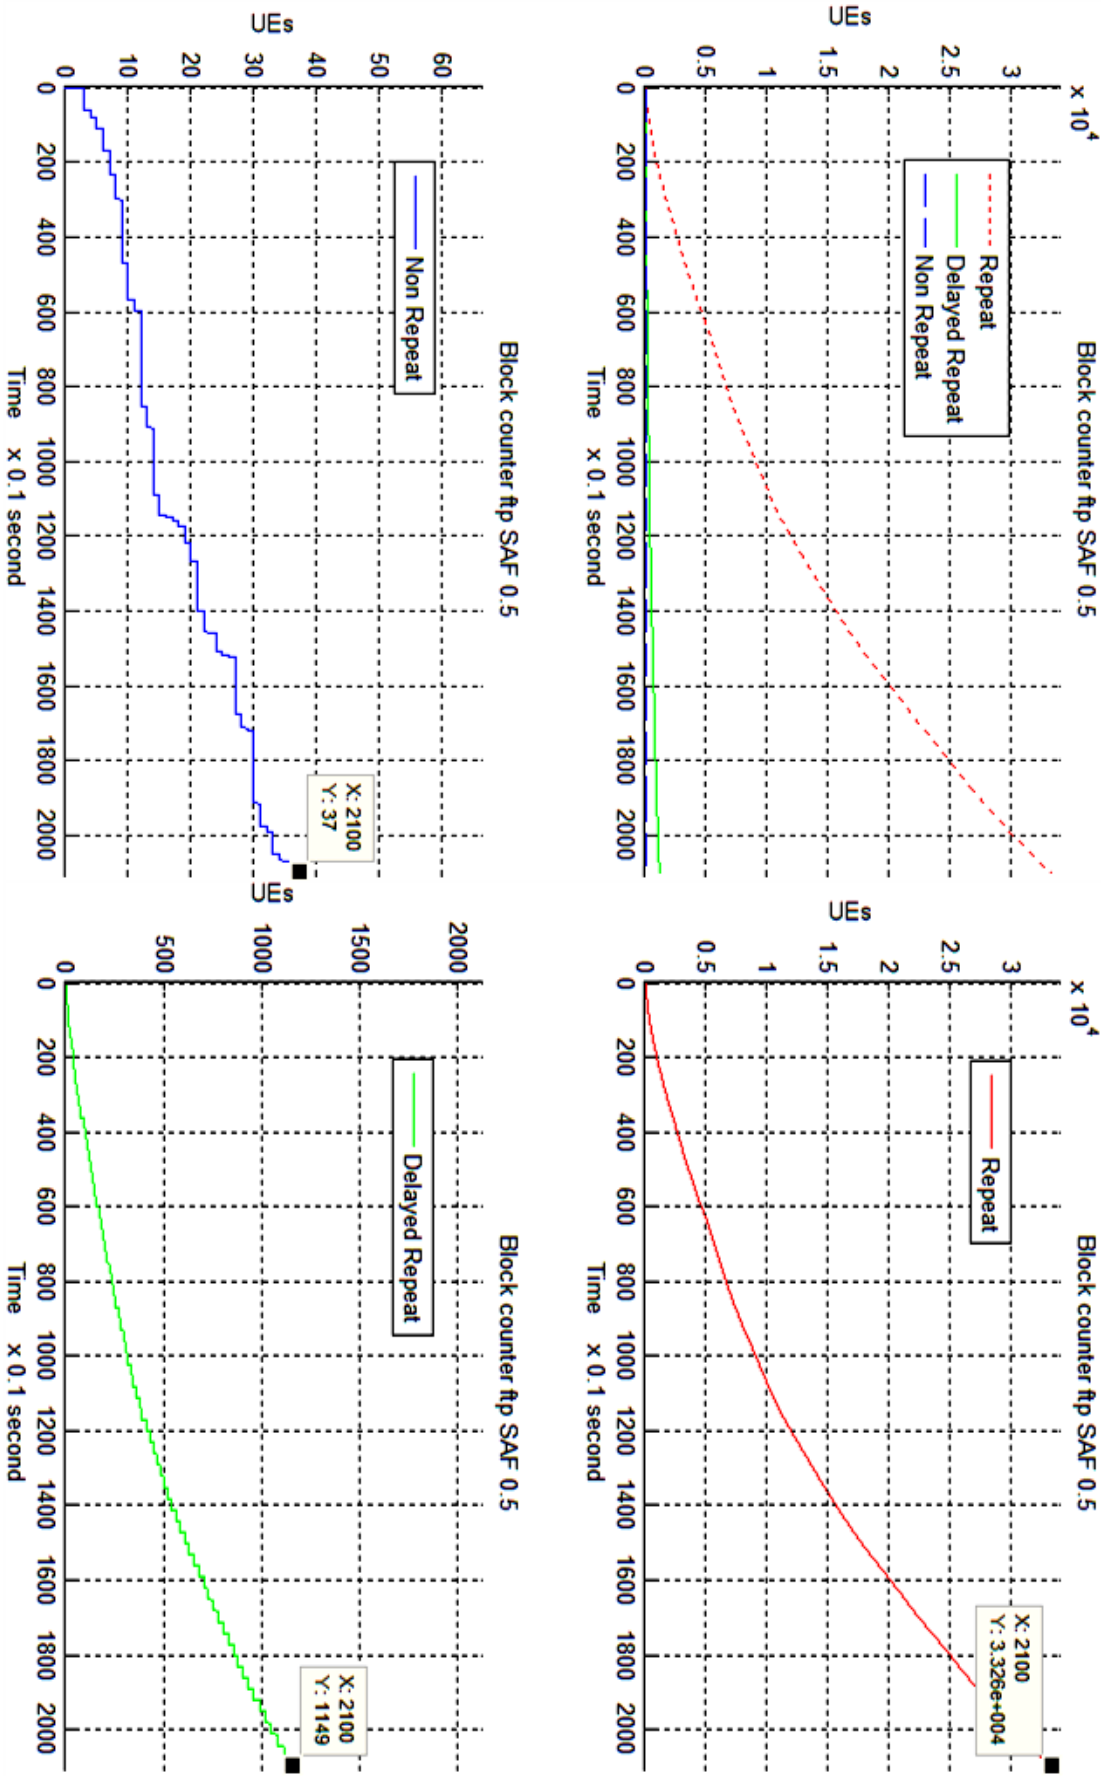 Block counter ftp SAF 0.5
x 10^4
UEs
3
2.5
2
1.5
1
0.5
0
0 200 400 600 800 1000 1200 1400 1600 1800 2000
Time x 0.1 second
Repeat
Delayed Repeat
Non Repeat
Block counter ftp SAF 0.5
x 10^4
UEs
3
2.5
2
1.5
1
0.5
0
0 200 400 600 800 1000 1200 1400 1600 1800 2000
Time x 0.1 second
Repeat
X: 2100
Y: 3.326e+004
Block counter ftp SAF 0.5
UEs
60
50
40
30
20
10
0
0 200 400 600 800 1000 1200 1400 1600 1800 2000
Time x 0.1 second
Non Repeat
X: 2100
Y: 37
Block counter ftp SAF 0.5
UEs
2000
1500
1000
500
0
0 200 400 600 800 1000 1200 1400 1600 1800 2000
Time x 0.1 second
Delayed Repeat
X: 2100
Y: 1149